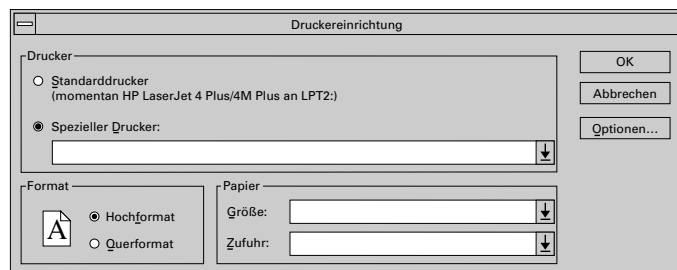 Druckereinrichtung
Drucker
Standarddrucker
(momentan HP LaserJet 4 Plus/4M Plus an LPT2:)
Spezieller Drucker:
OK
Abbrechen
Optionen...
Format
A
Hochformat
Querformat
Papier
Größe:
Zufuhr: